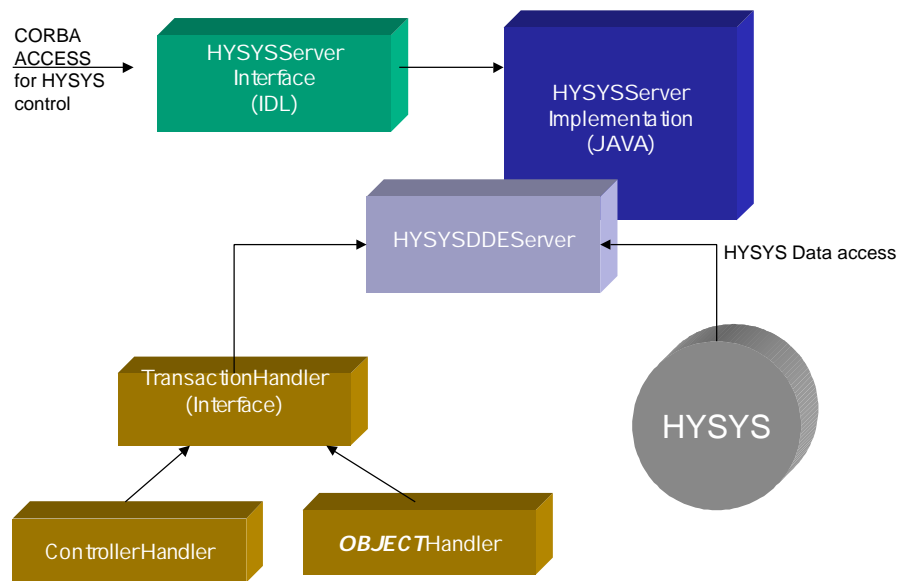 CORBA
ACCESS
for HYSYS
control
HYSYSServer
Interface
(IDL)
HYSYSServer
Implementation
(JAVA)
HYSYSDDEServer
HYSYS Data access
TransactionHandler
(Interface)
HYSYS
ControllerHandler
OBJECTHandler